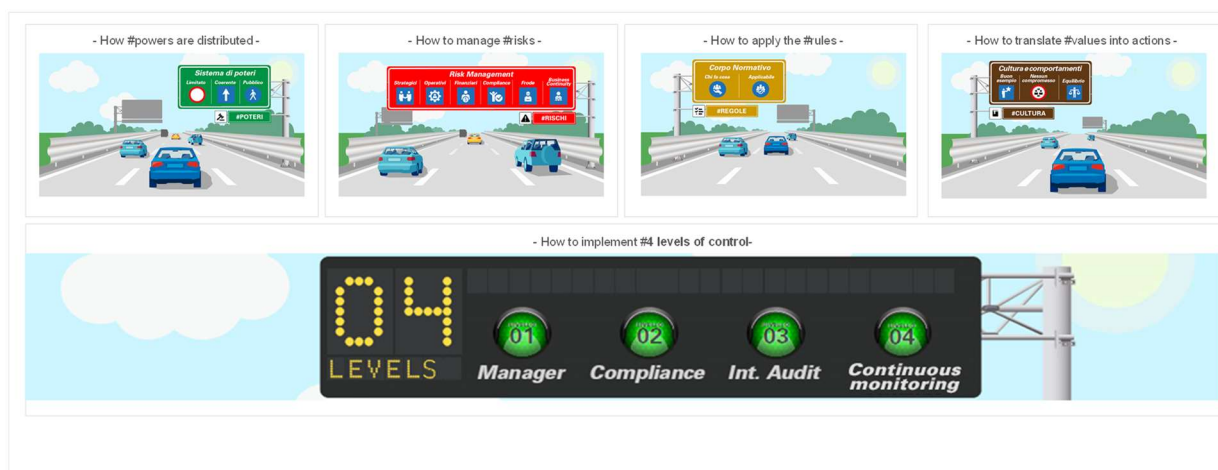 - How #powers are distributed -
Sistema di poteri
Limitato Coerente Pubblico
#POTERI
- How to manage #risks -
Risk Management
Strategici Operativi Finanziari Compliance Frode Business Continuity
#RISCHI
- How to apply the #rules -
Corpo Normativo
Chi fa cosa Applicabile
#REGOLE
- How to translate #values into actions -
Cultura e comportamenti
Buon esempio Nessun compromesso Equilibrio
#CULTURA
- How to implement #4 levels of control-
04
LEVELS
01 02 03 04
Manager Compliance Int. Audit Continuous monitoring